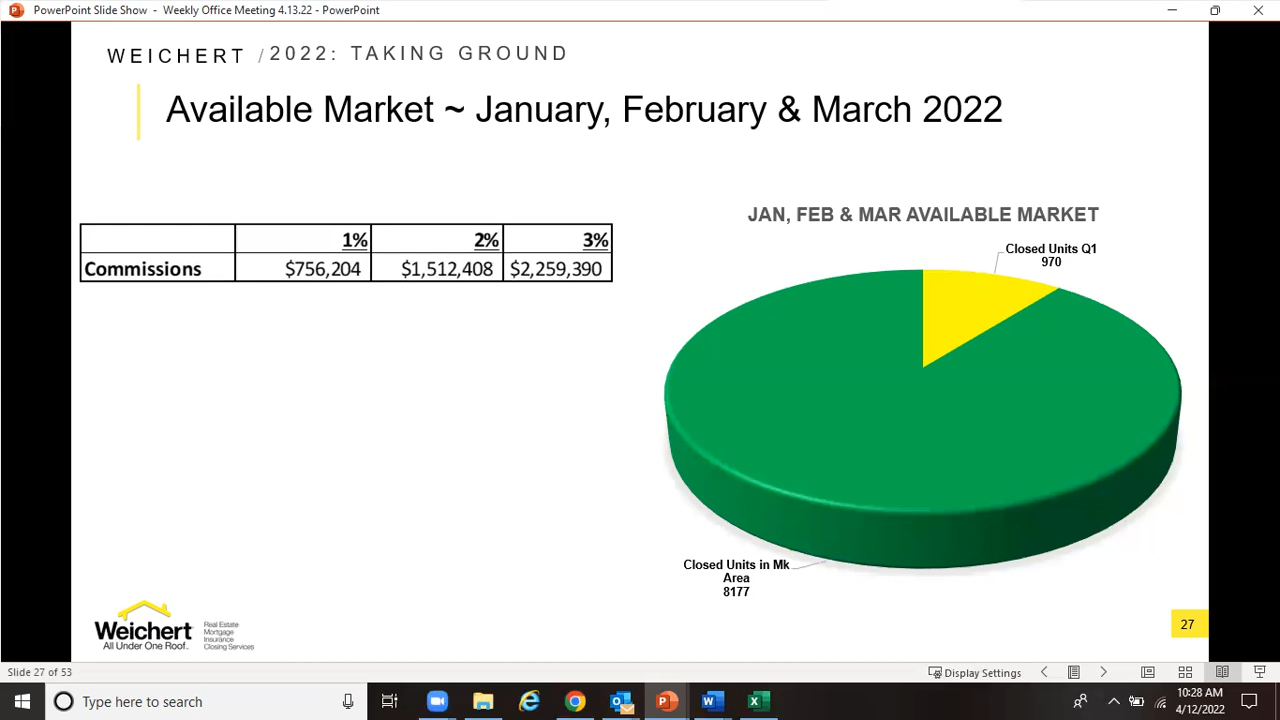 PowerPoint Slide Show - Weekly Office Meeting 4.13.22 - PowerPoint
WEICHERT / 2022: TAKING GROUND
Available Market ~ January, February & March 2022
1% 2% 3%
Commissions $756,204 $1,512,408 $2,259,390
JAN, FEB & MAR AVAILABLE MARKET
Closed Units Q1
970
Closed Units in Mk
Area
8177
Weichert
All Under One Roof.
Real Estate
Mortgage
Insurance
Closing Services
27
Slide 27 of 53
Display Settings
Type here to search
10:28 AM
4/12/2022